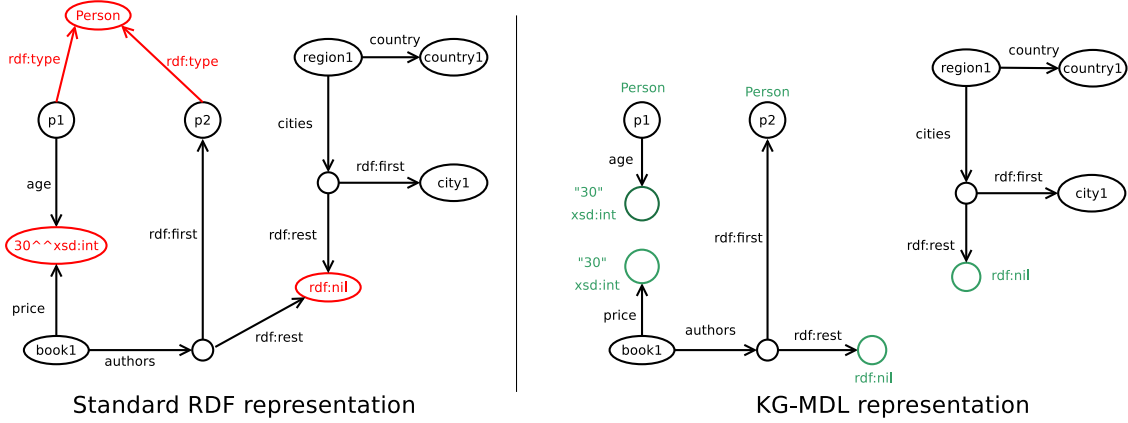 Person
rdf:type
rdf:type
p1
p2
age
30^^xsd:int
price
book1
authors
rdf:first
rdf:rest
region1
country
country1
cities
rdf:first
city1
rdf:rest
rdf:nil
Standard RDF representation
Person
p1
age
"30"
xsd:int
"30"
xsd:int
price
book1
authors
Person
p2
rdf:first
rdf:rest
rdf:nil
region1
country
country1
cities
rdf:first
city1
rdf:rest
rdf:nil
KG-MDL representation